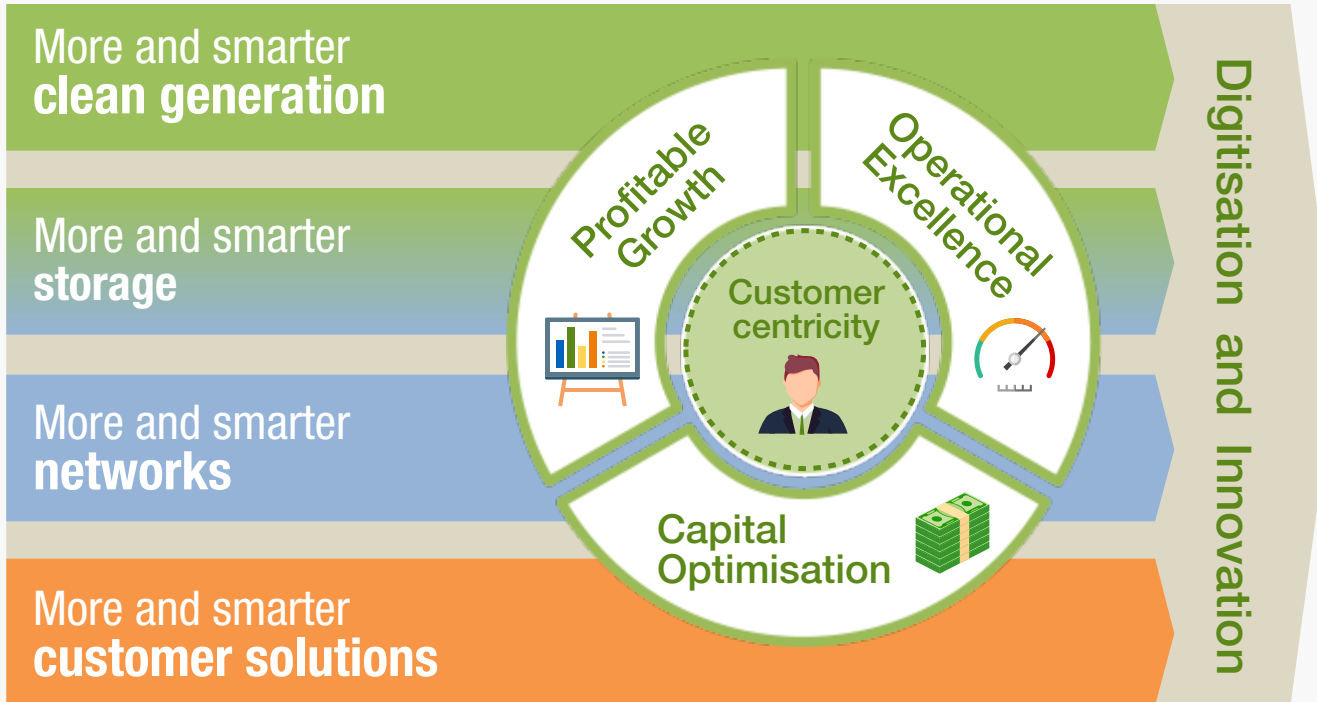 More and smarter
clean generation
More and smarter
storage
More and smarter
networks
More and smarter
customer solutions
Profitable
Growth
Operational
Excellence
Customer
centricity
Capital
Optimisation
Digitisation and Innovation